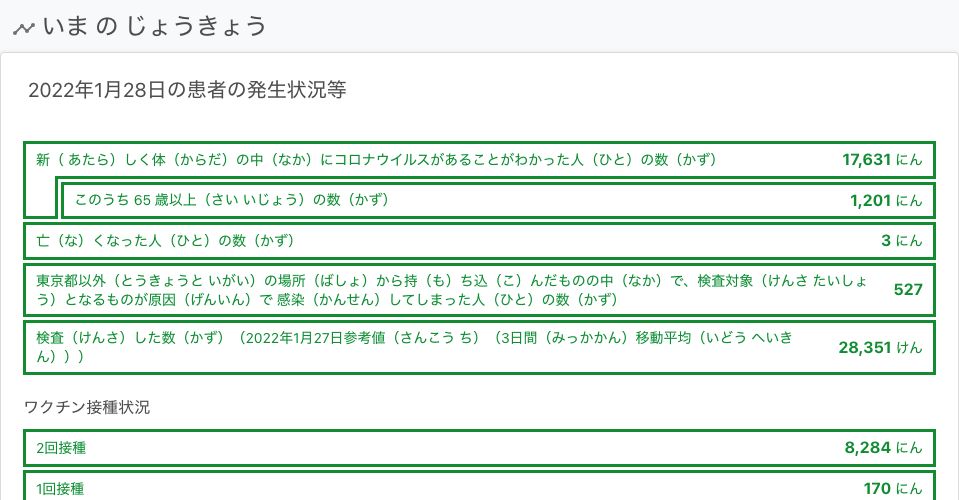 いま の じょうきょう
2022年1月28日の患者の発生状況等
新（ あたら）しく体（からだ）の中（なか）にコロナウイルスがあることがわかった人（ひと）の数（かず） 17,631 にん
このうち 65 歳以上（さい いじょう）の数（かず） 1,201 にん
亡（な）くなった人（ひと）の数（かず） 3 にん
東京都以外（とうきょうと いがい）の場所（ばしょ）から持（も）ち込（こ）んだものの中（なか）で、検査対象（けんさ たいしょ
う）となるものが原因（げんいん）で 感染（かんせん）してしまった人（ひと）の数（かず） 527
検査（けんさ）した数（かず）（2022年1月27日参考値（さんこう ち）（3日間（みっかかん）移動平均（いどう へいき
ん））） 28,351 けん
ワクチン接種状況
2回接種 8,284 にん
1回接種 170 にん